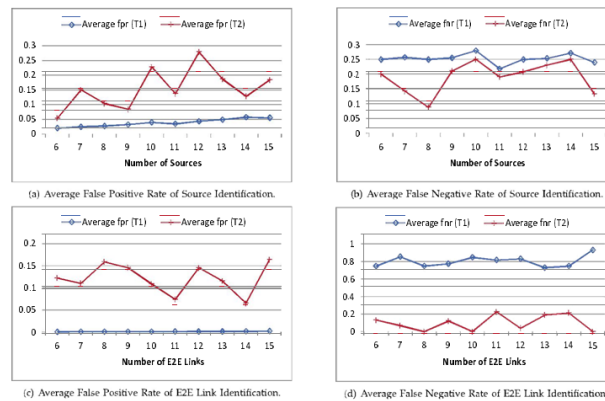 Average fpr (T1) Average fpr (T2)
0.3
0.25
0.2
0.15
0.1
0.05
0
6 7 8 9 10 11 12 13 14 15
Number of Sources
(a) Average False Positive Rate of Source Identification.
Average fnr (T1) Average fnr (T2)
0.3
0.25
0.2
0.15
0.1
0.05
0
6 7 8 9 10 11 12 13 14 15
Number of Sources
(b) Average False Negative Rate of Source Identification.
Average fpr (T1) Average fpr (T2)
0.2
0.15
0.1
0.05
0
6 7 8 9 10 11 12 13 14 15
Number of E2E Links
(c) Average False Positive Rate of E2E Link Identification.
Average fnr (T1) Average fnr (T2)
1
0.8
0.6
0.4
0.2
0
6 7 8 9 10 11 12 13 14 15
Number of E2E Links
(d) Average False Negative Rate of E2E Link Identification